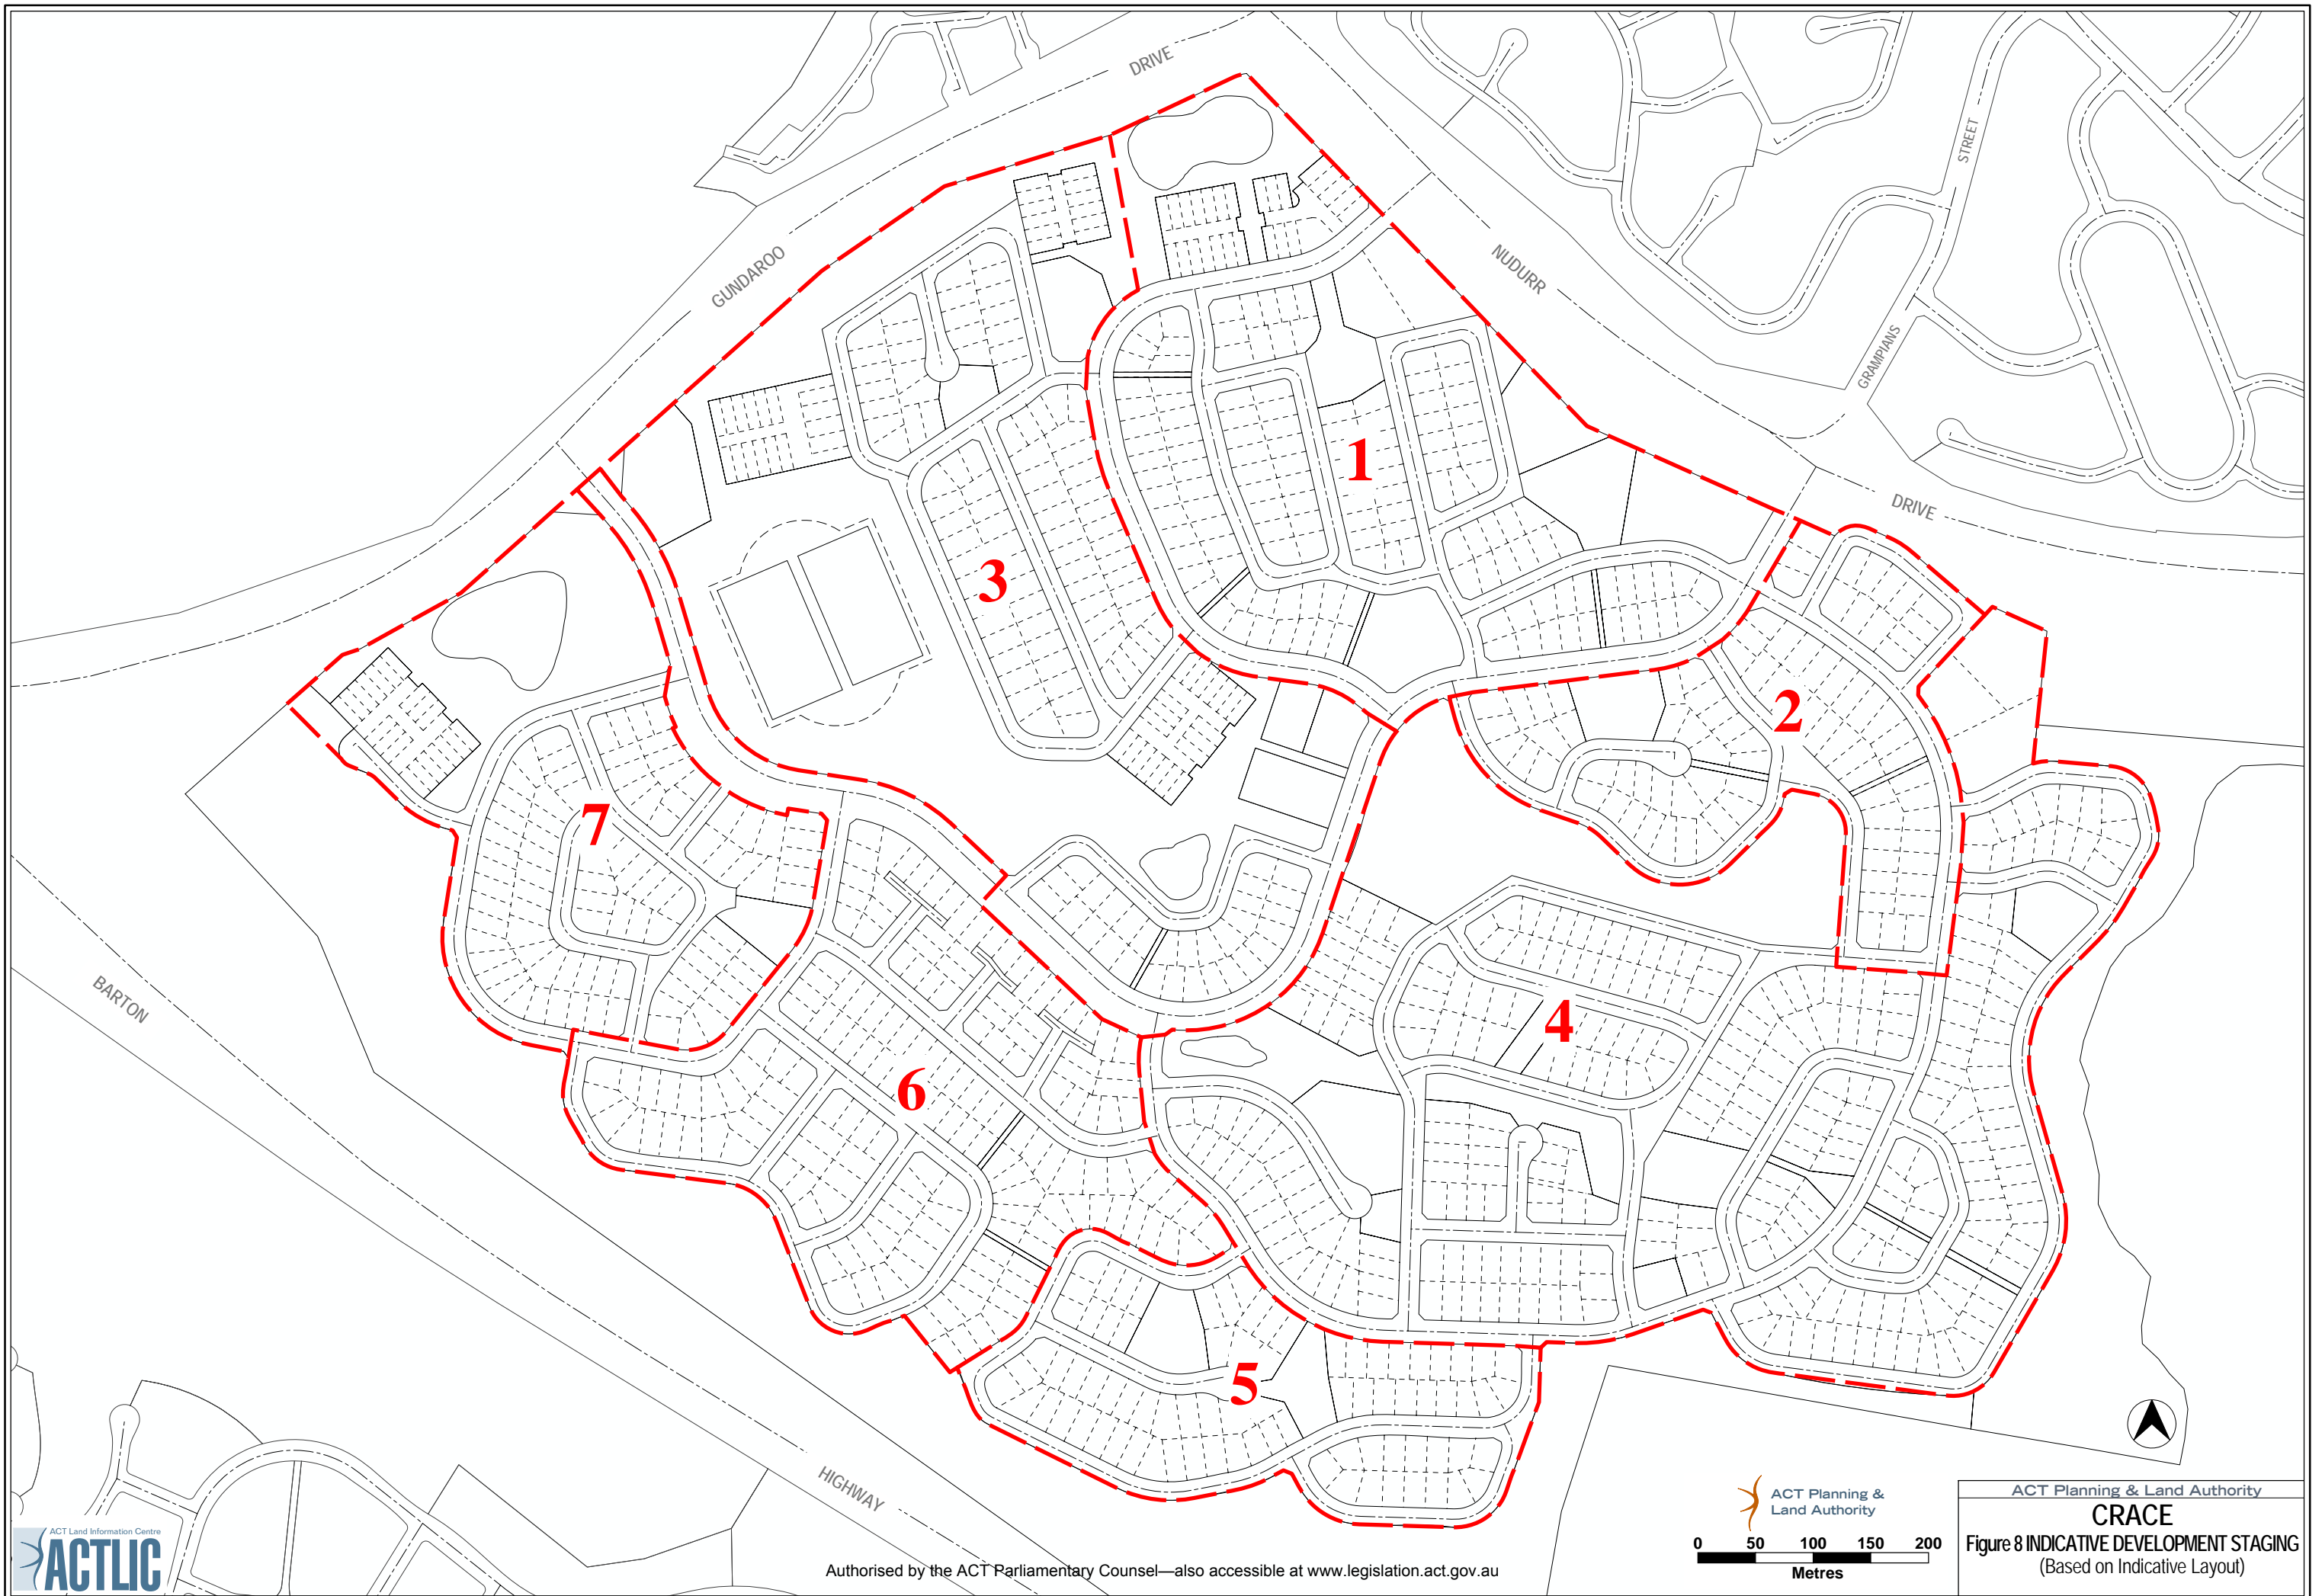 DRIVE
STREET
GUNDAROO
NUDURR
GRAMPIANS
1
DRIVE
3
2
7
BARTON
4
6
5
HIGHWAY
ACT Planning &
Land Authority
0 50 100 150 200
Metres
ACT Planning & Land Authority
CRACE
Figure 8 INDICATIVE DEVELOPMENT STAGING
(Based on Indicative Layout)
ACT Land Information Centre
ACTLIC
Authorised by the ACT Parliamentary Counsel—also accessible at www.legislation.act.gov.au